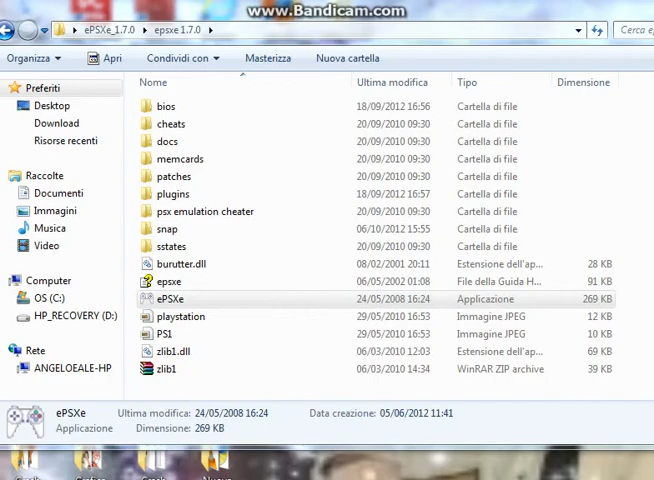 www.Bandicam.com
ePSXe_1.7.0 epsxe 1.7.0 Cerca e
Organizza Apri Condividi con Masterizza Nuova cartella
Preferiti
Desktop
Download
Risorse recenti
Raccolte
Documenti
Immagini
Musica
Video
Computer
OS (C:)
HP_RECOVERY (D:)
Rete
ANGELOEALE-HP
Nome Ultima modifica Tipo Dimensione
bios 18/09/2012 16:56 Cartella di file
cheats 20/09/2010 09:30 Cartella di file
docs 20/09/2010 09:30 Cartella di file
memcards 20/09/2010 09:30 Cartella di file
patches 20/09/2010 09:30 Cartella di file
plugins 18/09/2012 16:57 Cartella di file
psx emulation cheater 20/09/2010 09:30 Cartella di file
snap 06/10/2012 15:55 Cartella di file
sstates 20/09/2010 09:30 Cartella di file
burutter.dll 08/02/2001 20:11 Estensione dell'ap... 28 KB
epsxe 06/05/2002 01:08 File della Guida H... 91 KB
ePSXe 24/05/2008 16:24 Applicazione 269 KB
playstation 29/05/2010 16:53 Immagine JPEG 12 KB
PS1 29/05/2010 16:53 Immagine JPEG 10 KB
zlib1.dll 06/03/2010 12:03 Estensione dell'ap... 69 KB
zlib1 06/03/2010 14:34 WinRAR ZIP archive 39 KB
ePSXe Ultima modifica: 24/05/2008 16:24 Data creazione: 05/06/2012 11:41
Applicazione Dimensione: 269 KB